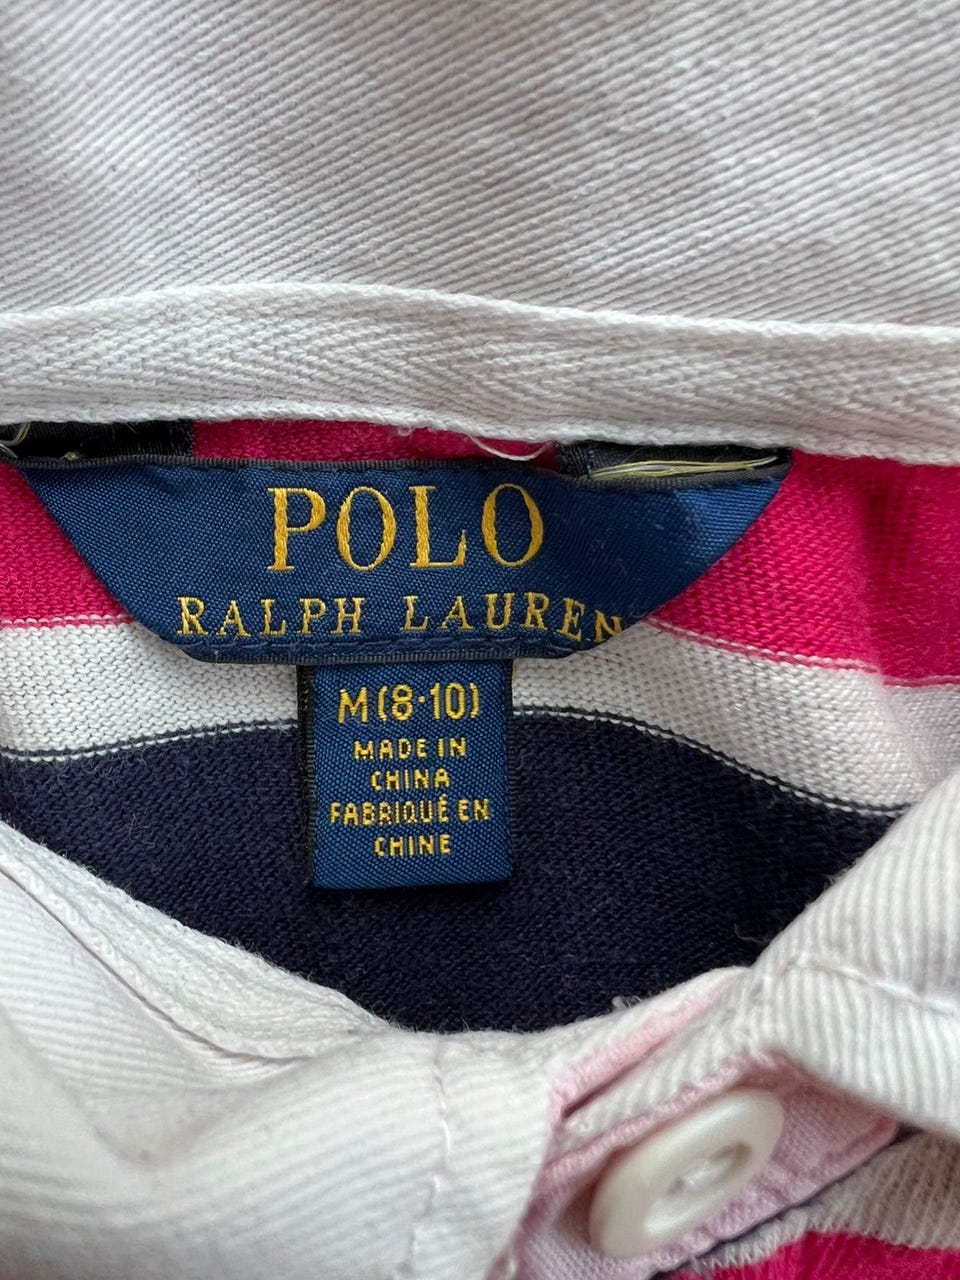 POLO
RALPH LAUREN
M(8·10)
MADE IN
CHINA
FABRIQUÉ EN
CHINE